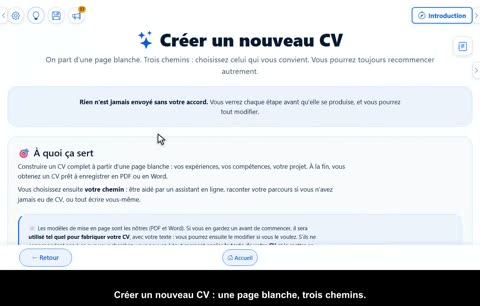 Introduction
Créer un nouveau CV
On part d'une page blanche. Trois chemins : choisissez celui qui vous convient. Vous pourrez toujours recommencer
autrement.
Rien n'est jamais envoyé sans votre accord. Vous verrez chaque étape avant qu'elle se produise, et vous pourrez
tout modifier.
À quoi ça sert
Construire un CV complet à partir d'une page blanche : vos expériences, vos compétences, votre projet. À la fin, vous
obtenez un CV prêt à enregistrer en PDF ou en Word.
Vous choisissez ensuite votre chemin : être aidé par un assistant en ligne, raconter votre parcours si vous n'avez
jamais eu de CV, ou tout écrire vous-même.
Les modèles de mise en page sont les nôtres (PDF et Word). Si vous en gardez un avant de commencer, il sera
utilisé tel quel pour fabriquer votre CV, avec votre texte : vous pourrez ensuite le modifier si vous le voulez. S'ils ne
← Retour
Accueil
Créer un nouveau CV : une page blanche, trois chemins.